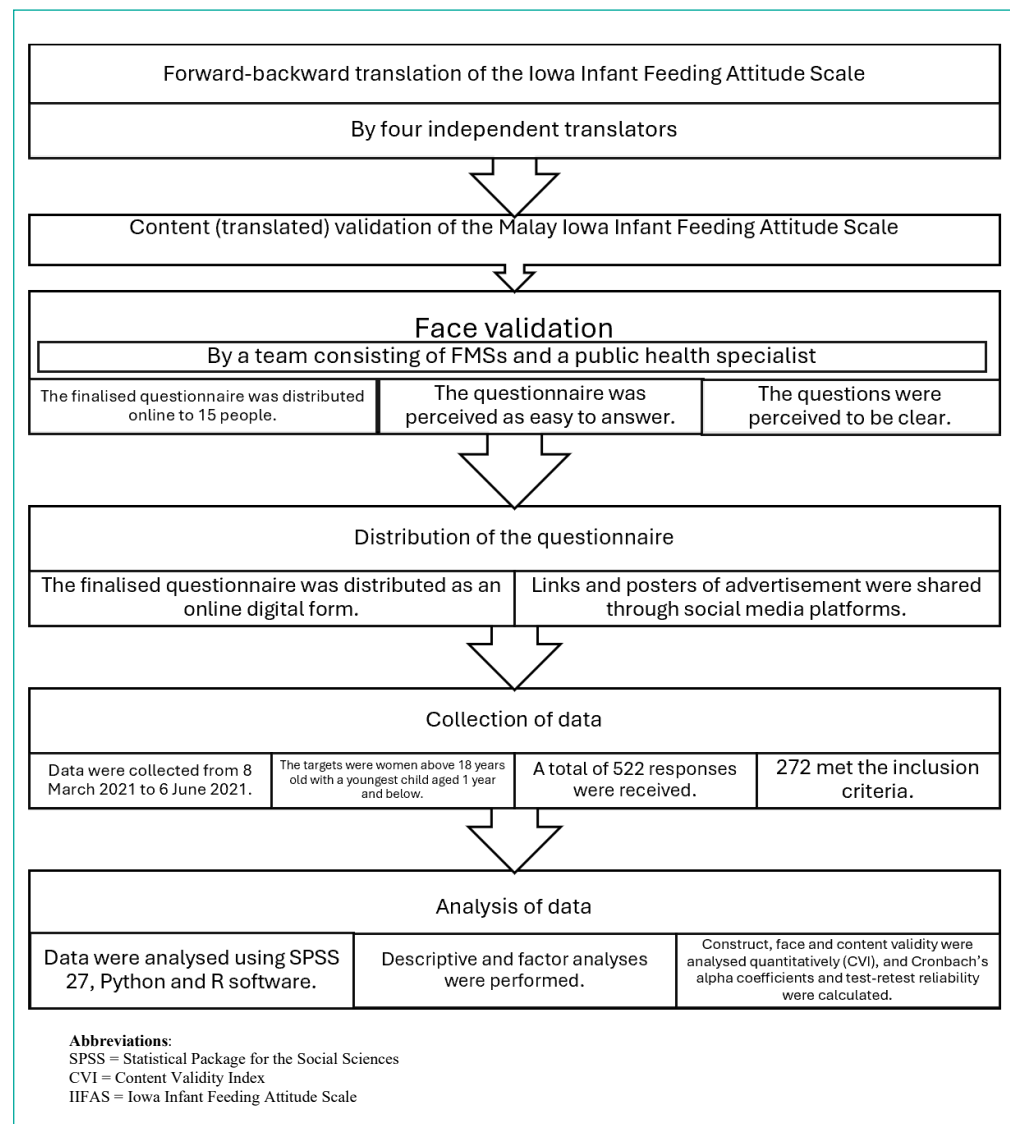 Forward-backward translation of the Iowa Infant Feeding Attitude Scale
By four independent translators
Content (translated) validation of the Malay Iowa Infant Feeding Attitude Scale
Face validation
By a team consisting of FMSs and a public health specialist
The finalised questionnaire was distributed
online to 15 people.
The questionnaire was
perceived as easy to answer.
The questions were
perceived to be clear.
Distribution of the questionnaire
The finalised questionnaire was distributed as an
online digital form.
Links and posters of advertisement were shared
through social media platforms.
Collection of data
Data were collected from 8
March 2021 to 6 June 2021.
The targets were women above 18 years
old with a youngest child aged 1 year
and below.
A total of 522 responses
were received.
272 met the inclusion
criteria.
Analysis of data
Data were analysed using SPSS
27, Python and R software.
Descriptive and factor analyses
were performed.
Construct, face and content validity were
analysed quantitatively (CVI), and Cronbach's
alpha coefficients and test-retest reliability
were calculated.
Abbreviations:
SPSS = Statistical Package for the Social Sciences
CVI = Content Validity Index
IIFAS = Iowa Infant Feeding Attitude Scale